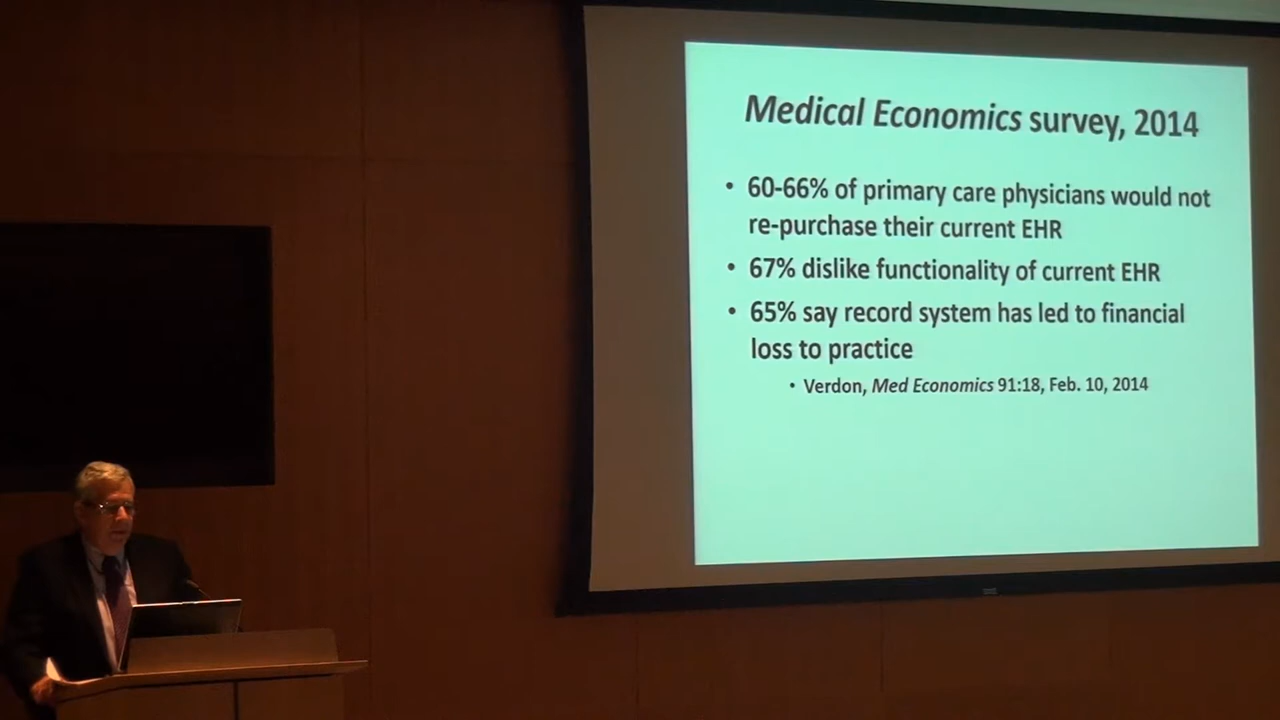 Medical Economics survey, 2014
• 60-66% of primary care physicians would not
re-purchase their current EHR
• 67% dislike functionality of current EHR
• 65% say record system has led to financial
loss to practice
• Verdon, Med Economics 91:18, Feb. 10, 2014